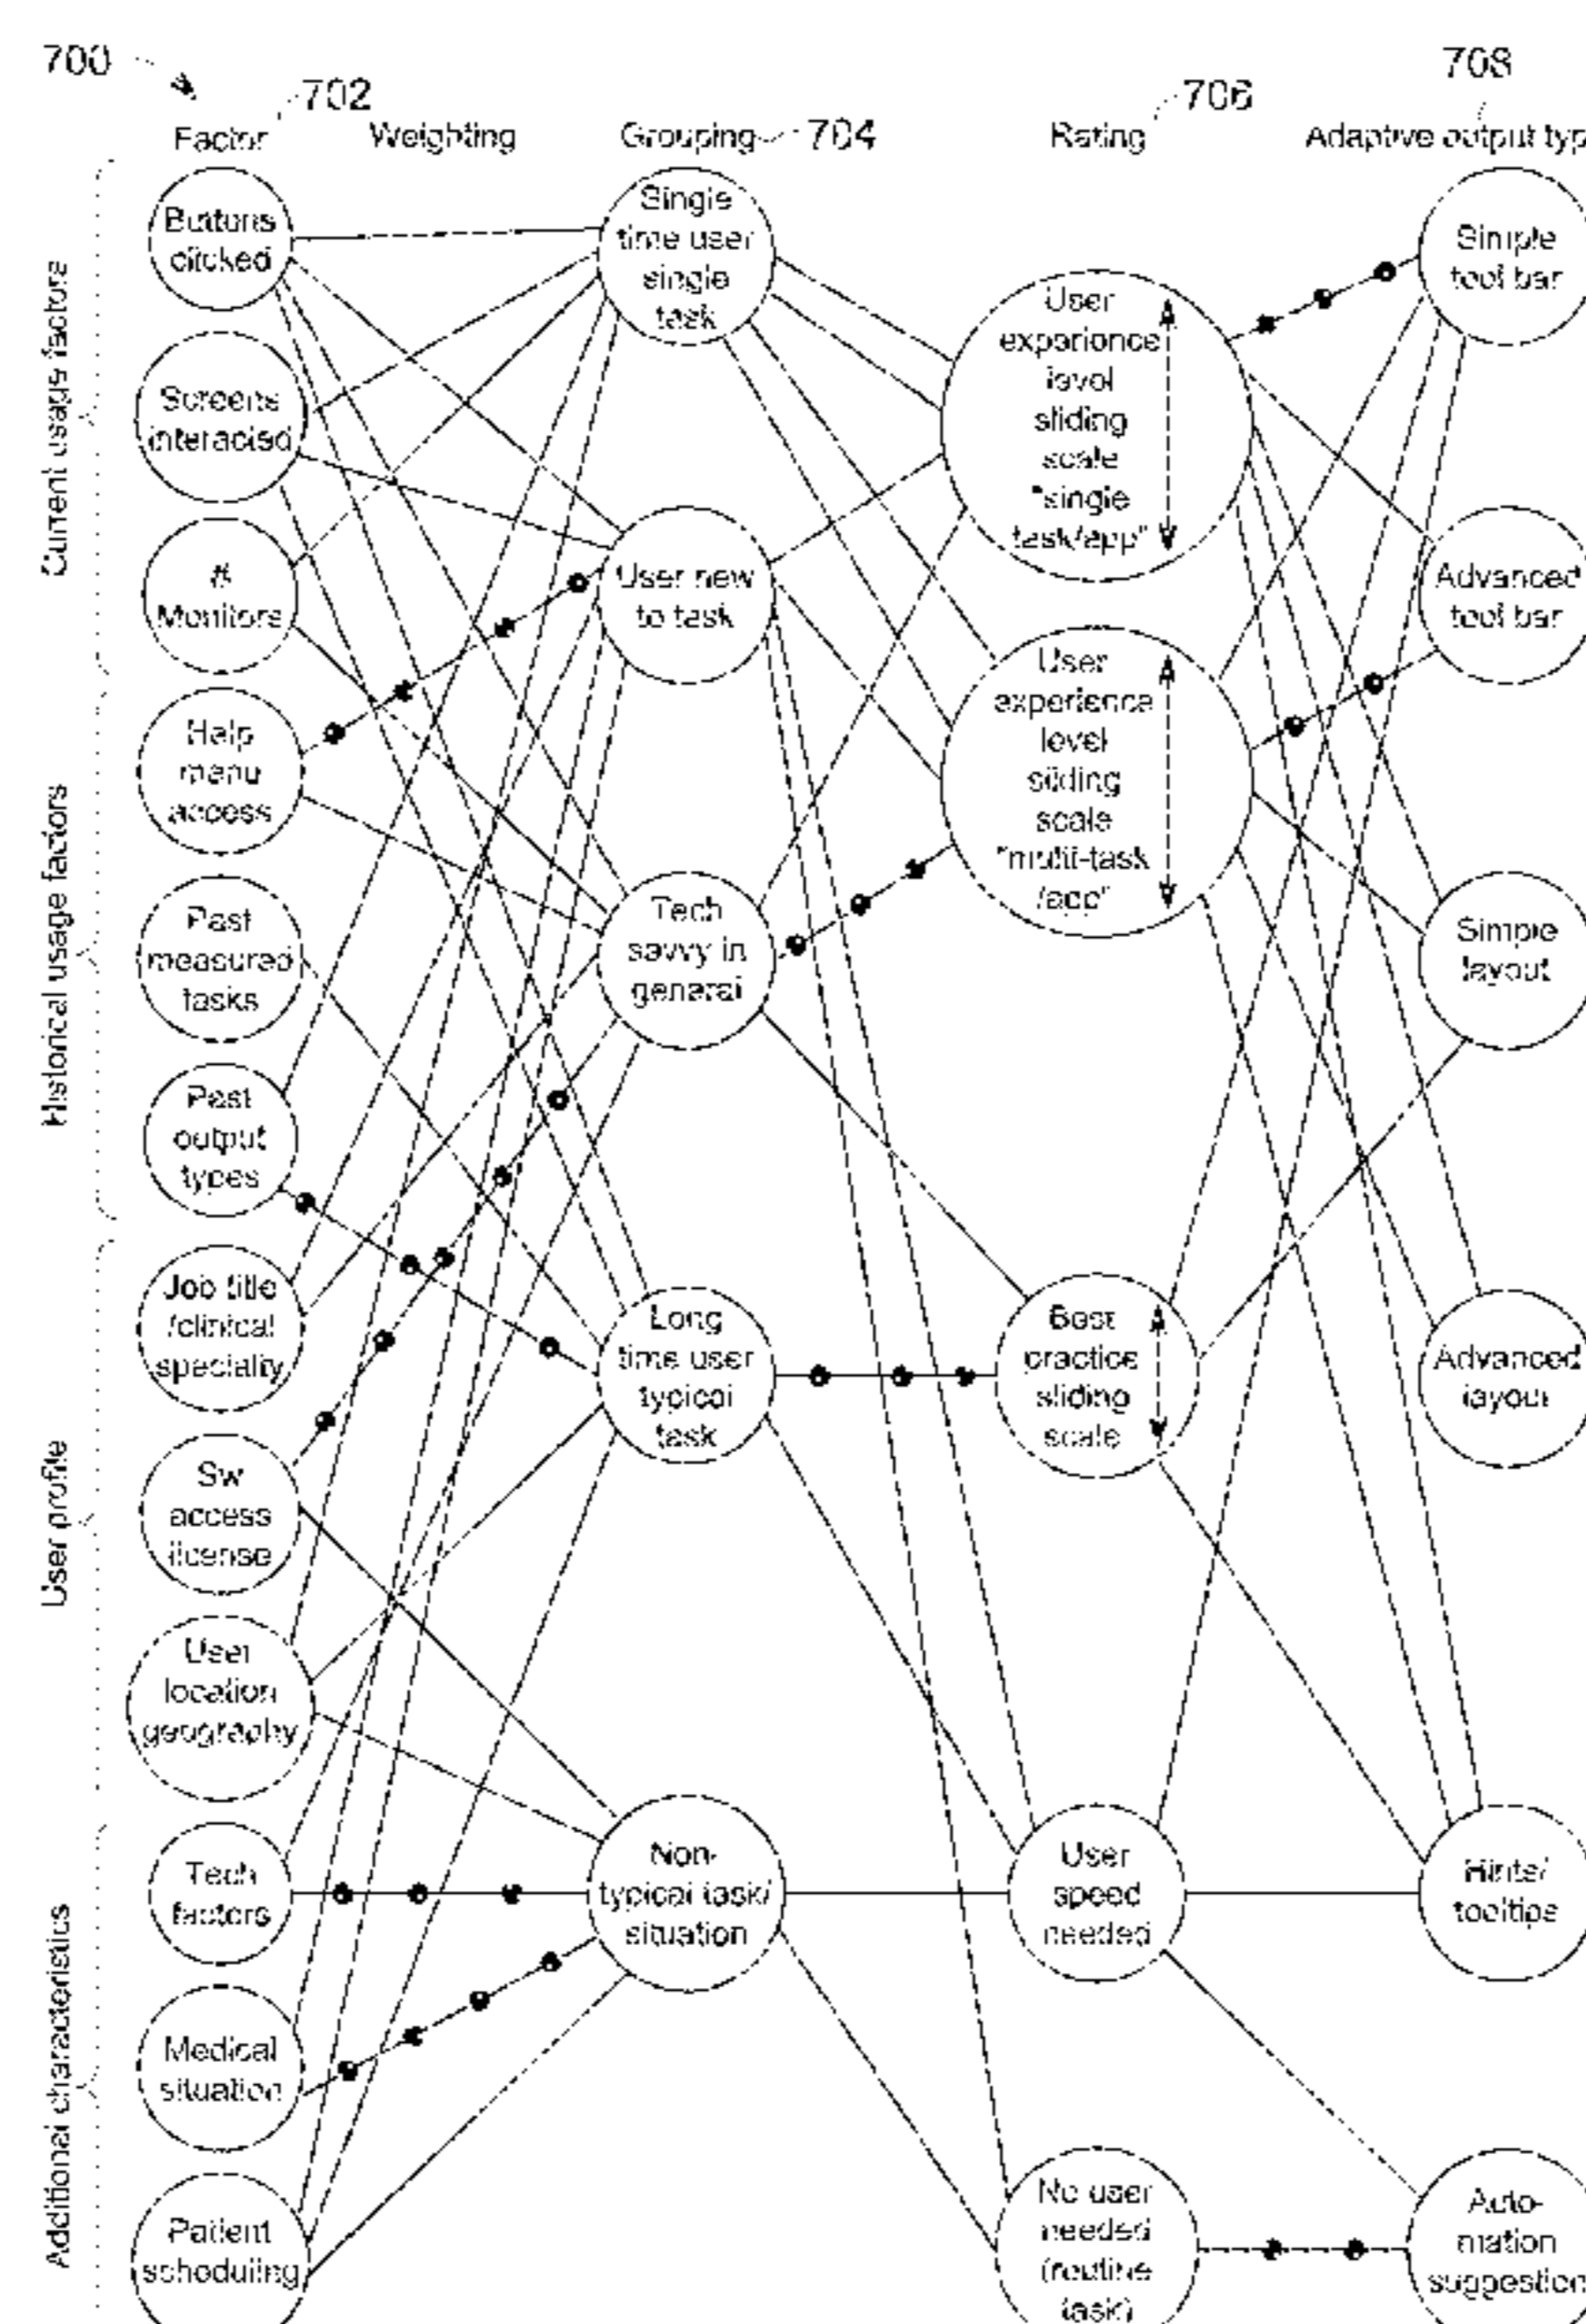 700
702
704
706
708
Factor
Weighting
Grouping
Rating
Adaptive output typ
Current usage factors
Historical usage factors
User profile
Additional characteristics
Buttons
clicked
Screens
interacted
#
Monitors
Help
menu
access
Past
measured
tasks
Past
output
types
Job title
/clinical
specialty
Sw
access
license
User
location
geography
Tech
factors
Medical
situation
Patient
scheduling
Single
time user
single
task
User new
to task
Tech
savvy in
general
Long
time user
typical
task
Non-
typical task/
situation
User
experience
level
sliding
scale
"single
task/app"
User
experience
level
sliding
scale
"multi-task
/app"
Best
practice
sliding
scale
User
speed
needed
No user
needed
(routine
task)
Simple
tool bar
Advanced
tool bar
Simple
layout
Advanced
layout
Hints/
tooltips
Auto-
mation
suggestion